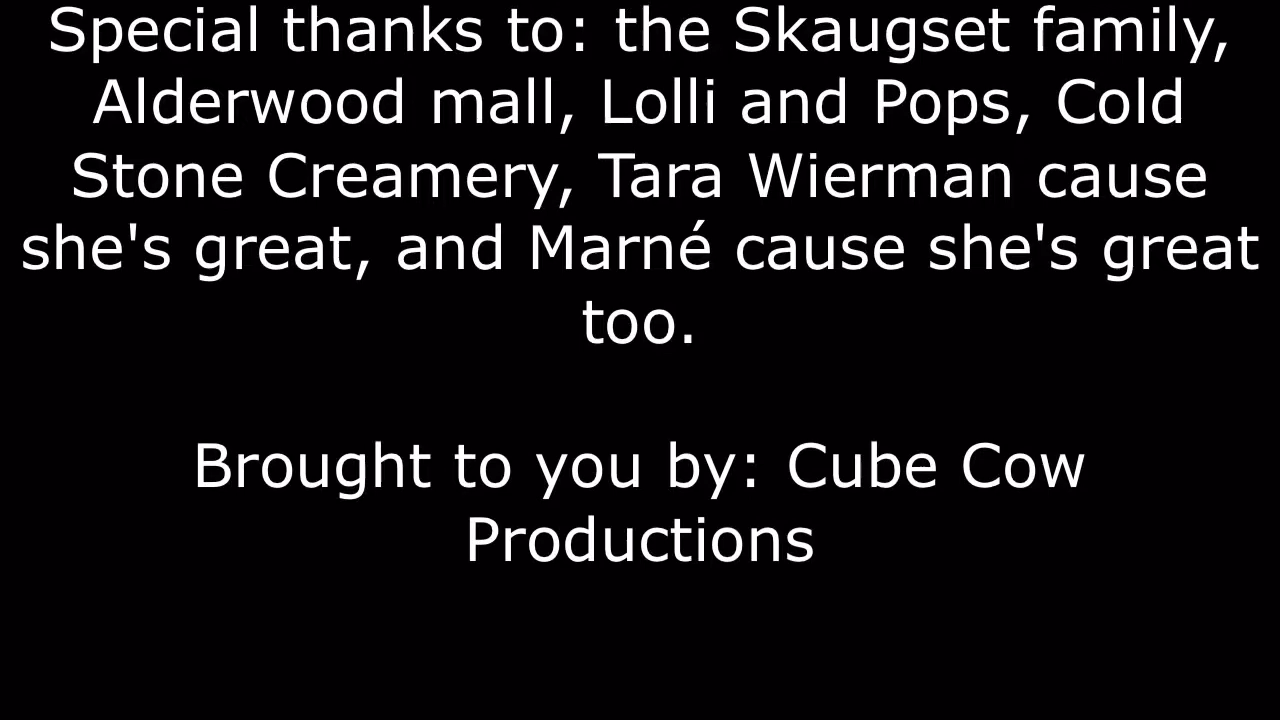 Special thanks to: the Skaugset family,
Alderwood mall, Lolli and Pops, Cold
Stone Creamery, Tara Wierman cause
she's great, and Marné cause she's great
too.
Brought to you by: Cube Cow
Productions